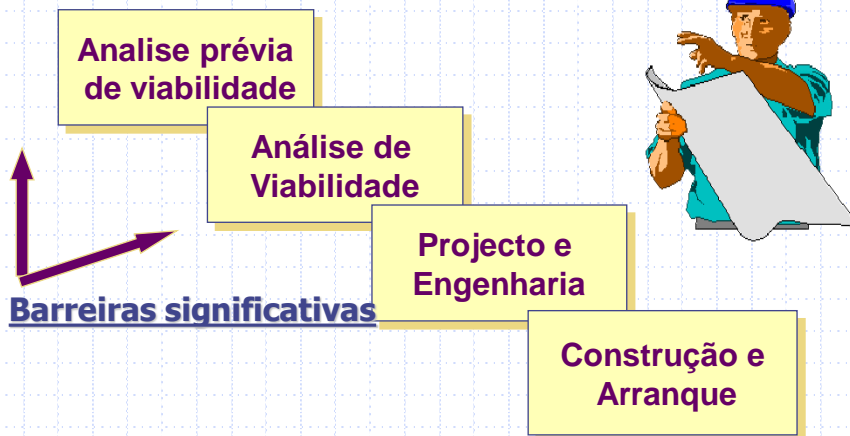 Analise prévia
de viabilidade
Análise de
Viabilidade
Projecto e
Engenharia
Barreiras significativas
Construção e
Arranque